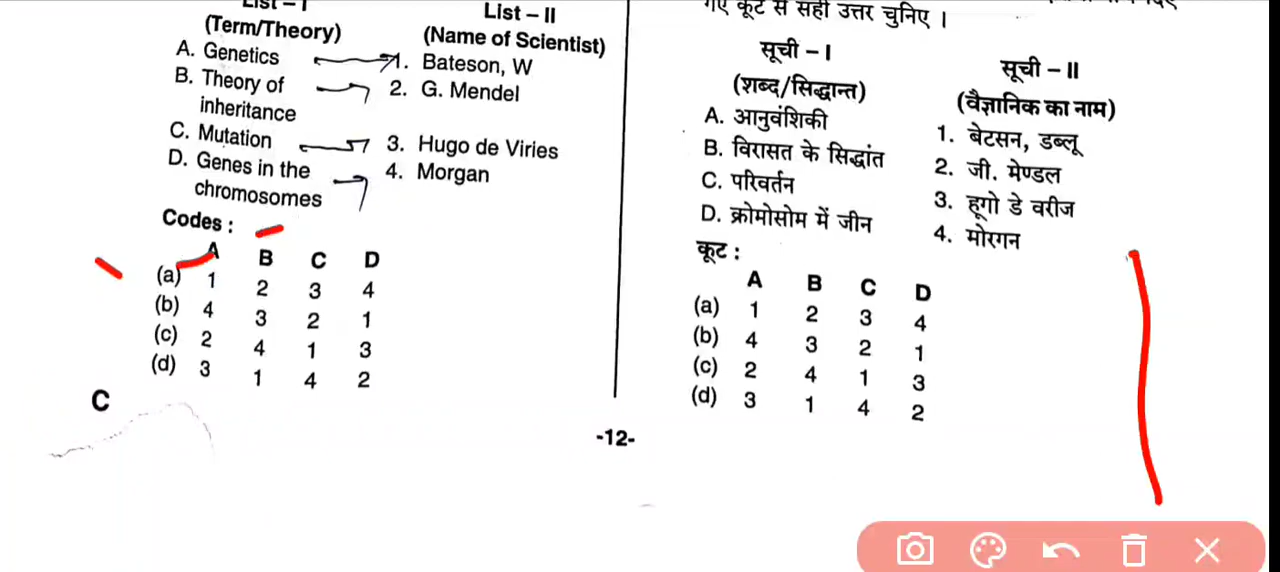 List – I
(Term/Theory)
List – II
(Name of Scientist)
A. Genetics
1. Bateson, W
B. Theory of
inheritance
2. G. Mendel
C. Mutation
3. Hugo de Viries
D. Genes in the
chromosomes
4. Morgan
Codes :
A B C D
(a) 1 2 3 4
(b) 4 3 2 1
(c) 2 4 1 3
(d) 3 1 4 2
C
गए कूट से सही उत्तर चुनिए ।
सूची – I
(शब्द/सिद्धान्त)
सूची – II
(वैज्ञानिक का नाम)
A. आनुवंशिकी
1. बेटसन, डब्लू
B. विरासत के सिद्धांत
2. जी. मेण्डल
C. परिवर्तन
3. हूगो डे वरीज
D. क्रोमोसोम में जीन
4. मोरगन
कूट :
A B C D
(a) 1 2 3 4
(b) 4 3 2 1
(c) 2 4 1 3
(d) 3 1 4 2
-12-